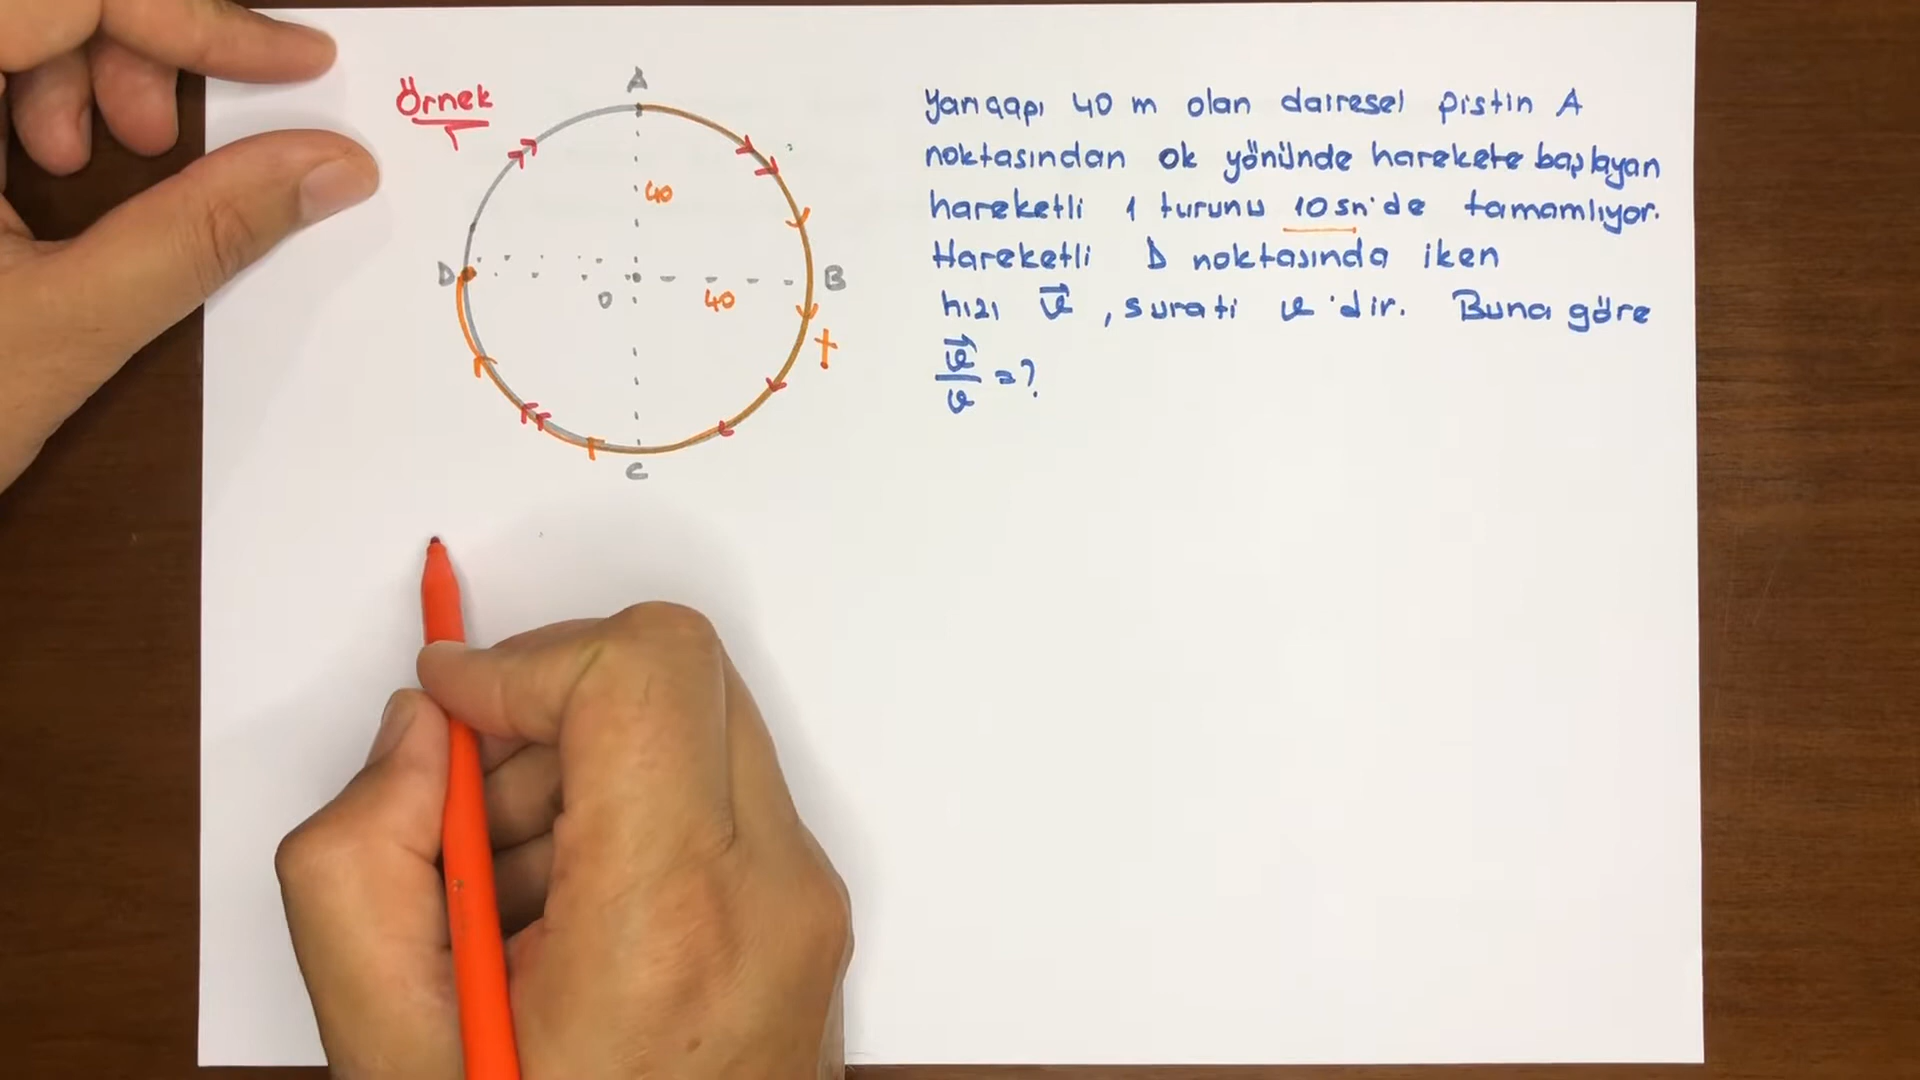 Örnek
A
40
D
O
40
B
C
Yarıçapı 40 m olan dairesel pistin A
noktasından ok yönünde harekete başlayan
hareketli 1 turunu 10 sn'de tamamlıyor.
Hareketli D noktasında iken
hızı v⃗ , surati v 'dir. Buna göre
v⃗/v = ?